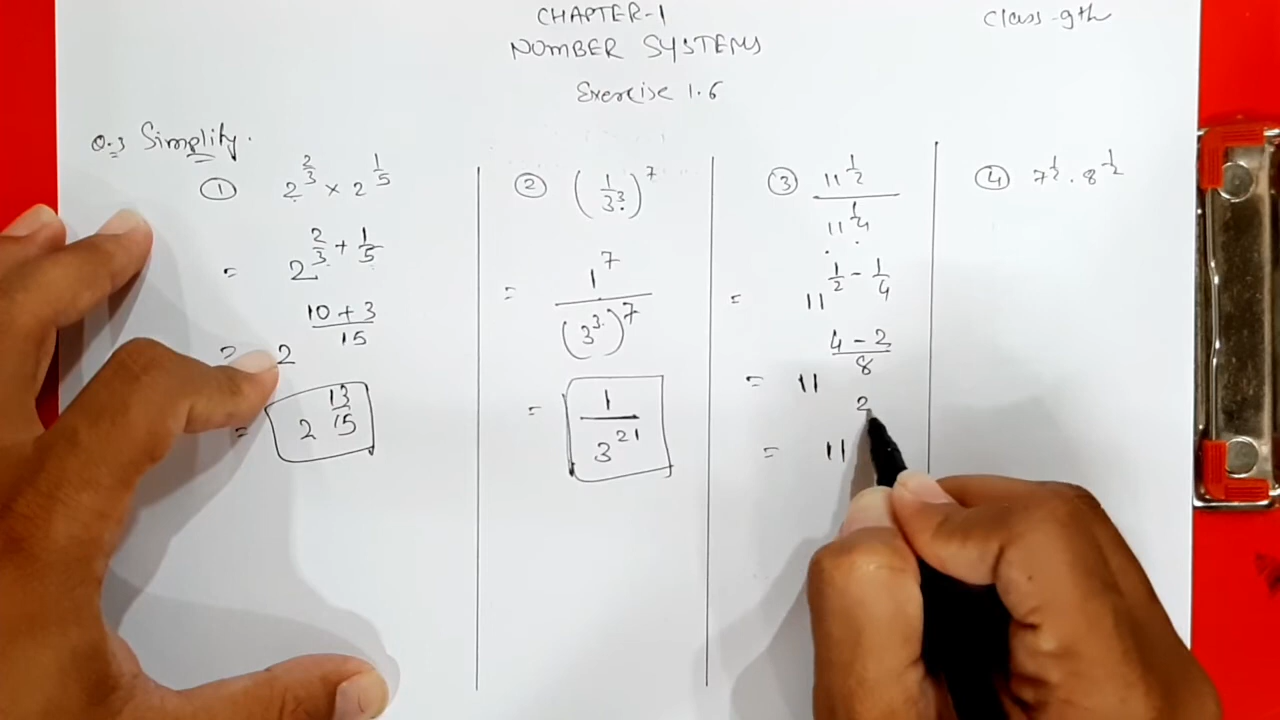 CHAPTER-1
NUMBER SYSTEMS
Class-9th
Exercise 1.6
Q.3 Simplify.
① 2^(2/3) × 2^(1/5)
= 2^(2/3 + 1/5)
= 2^((10 + 3)/15)
= 2^(13/15)
② (1/3^3)^7
= 1^7/(3^3)^7
= 1/3^21
③ 11^(1/2)/11^(1/4)
= 11^(1/2 - 1/4)
= 11^((4 - 2)/8)
= 11^2
④ 7^(1/2) . 8^(1/2)